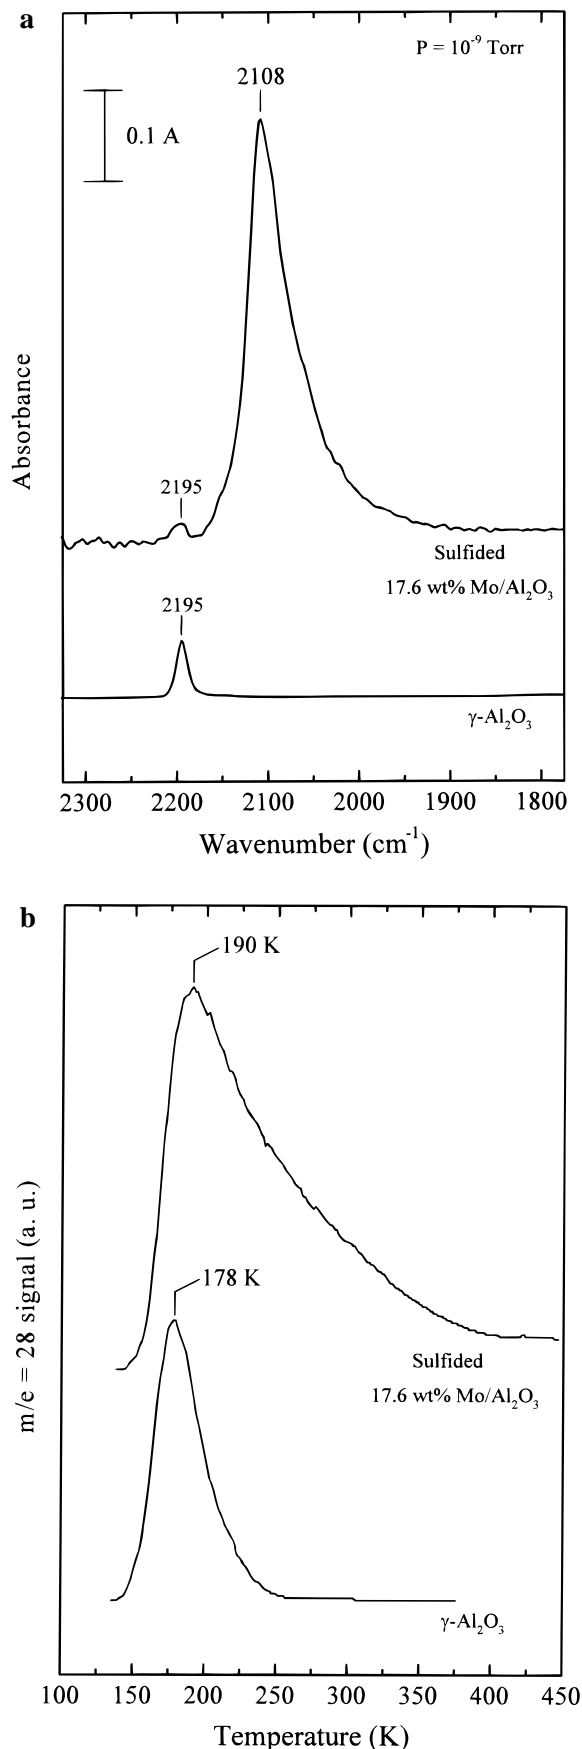 a
P = 10⁻⁹ Torr
2108
0.1 A
Absorbance
2195
Sulfided
17.6 wt% Mo/Al₂O₃
2195
γ-Al₂O₃
2300 2200 2100 2000 1900 1800
Wavenumber (cm⁻¹)
b
190 K
m/e = 28 signal (a. u.)
178 K
Sulfided
17.6 wt% Mo/Al₂O₃
γ-Al₂O₃
100 150 200 250 300 350 400 450
Temperature (K)